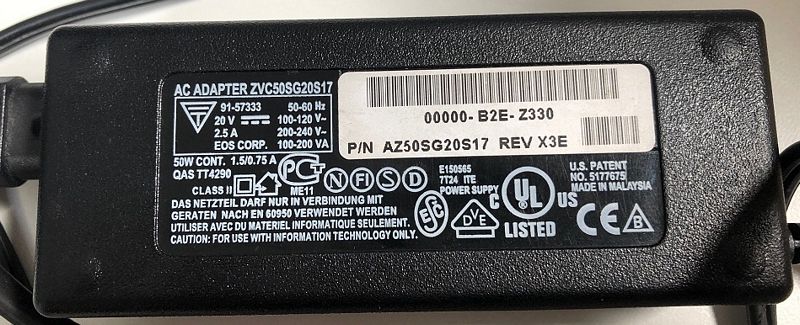 AC ADAPTER ZVC50SG20S17
91-57333 50-60 Hz
20 V ⎓ 100-120 V~
2.5 A 200-240 V~
EOS CORP. 100-200 VA
50W CONT. 1.5/0.75 A
QAS TT4290
CLASS II
ME11
N FI S D
00000-B2E-Z330
P/N AZ50SG20S17 REV X3E
E150565
7T24 ITE
POWER SUPPLY
U.S. PATENT
NO. 5177675
MADE IN MALAYSIA
DAS NETZTEIL DARF NUR IN VERBINDUNG MIT
GERATEN NACH EN 60950 VERWENDET WERDEN
UTILISER AVEC DU MATERIEL INFORMATIQUE SEULEMENT.
CAUTION: FOR USE WITH INFORMATION TECHNOLOGY ONLY.
DVE
C UL US
LISTED
CE
B